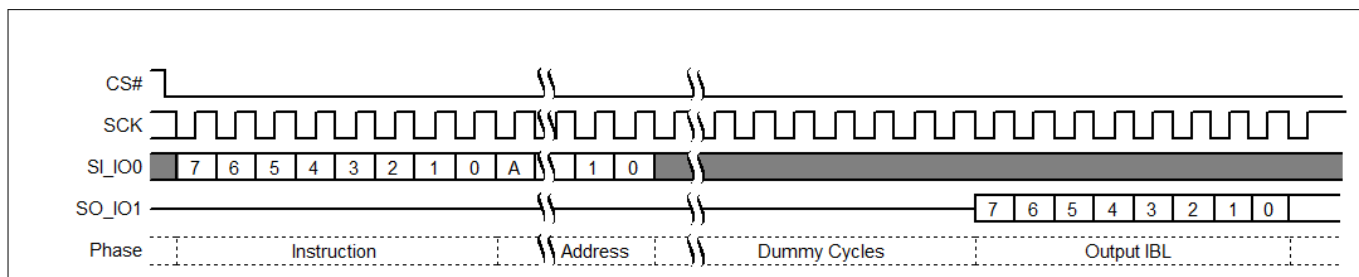 CS#
SCK
SI_IO0 7 6 5 4 3 2 1 0 A 1 0
SO_IO1 7 6 5 4 3 2 1 0
Phase Instruction Address Dummy Cycles Output IBL